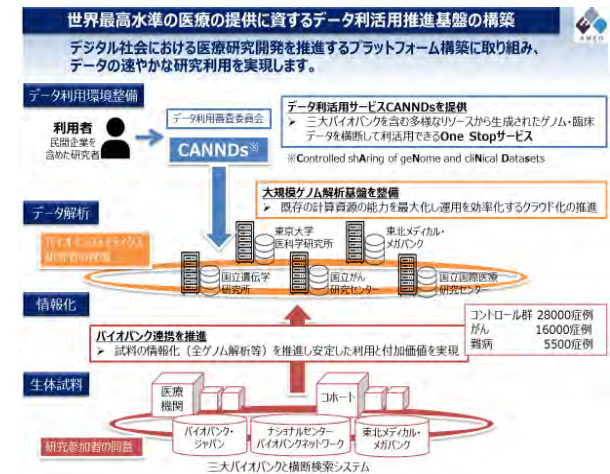 世界最高水準の医療の提供に資するデータ利活用推進基盤の構築
AMED
デジタル社会における医療研究開発を推進するプラットフォーム構築に取り組み、
データの速やかな研究利用を実現します。
データ利用環境整備
利用者
民間企業を
含めた研究者
データ利用審査委員会
CANNDs※
データ利活用サービスCANNDsを提供
➢ 三大バイオバンクを含む多様なリソースから生成されたゲノム・臨床
データを横断して利活用できるOne Stopサービス
※Controlled shAring of geNome and cliNical Datasets
大規模ゲノム解析基盤を整備
➢ 既存の計算資源の能力を最大化し運用を効率化するクラウド化の推進
データ解析
東京大学
医科学研究所
東北メディカル・
メガバンク
バイオインフォマティクス
国立遺伝学
研究所
国立がん
研究センター
国立国際医療
研究センター
情報化
コントロール群 28000症例
がん 16000症例
難病 5500症例
バイオバンク連携を推進
➢ 試料の情報化（全ゲノム解析等）を推進し安定した利用と付加価値を実現
生体試料
医療
機関
コホート
バイオバンク・
ジャパン
ナショナルセンター
バイオバンクネットワーク
東北メディカル・
メガバンク
研究参加者の同意
三大バイオバンクと横断検索システム